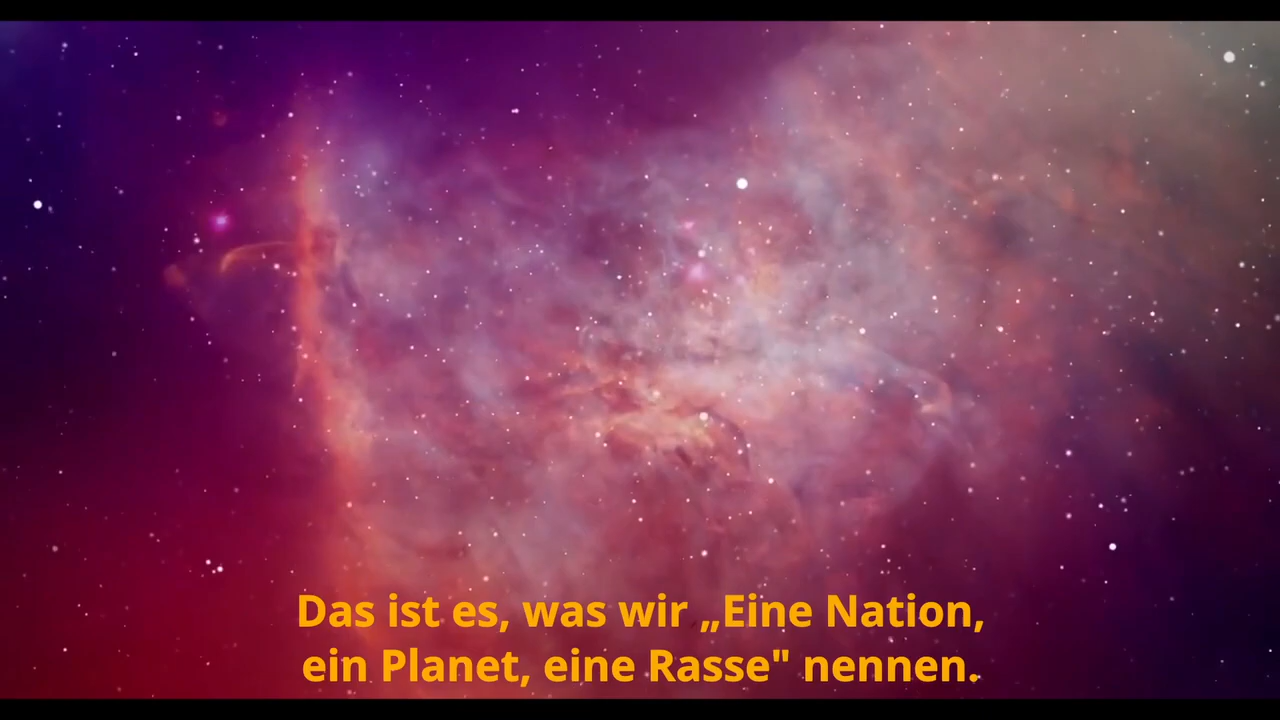 Das ist es, was wir „Eine Nation,
ein Planet, eine Rasse" nennen.